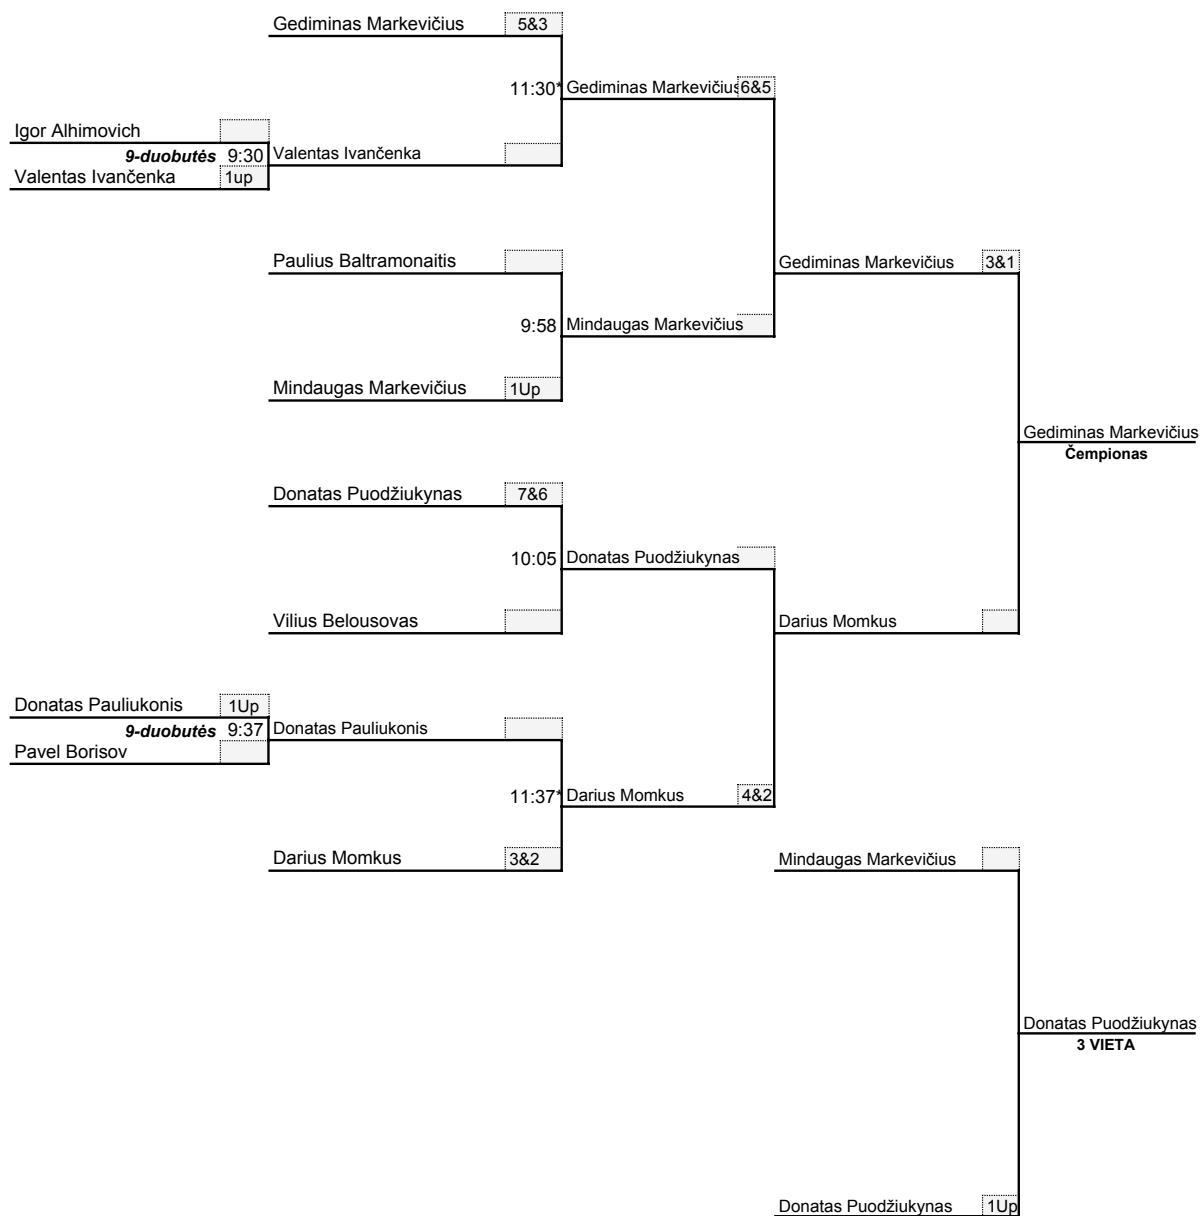 Gediminas Markevičius 5&3
11:30* Gediminas Markevičius 6&5
Igor Alhimovich
9-duobutės 9:30 Valentas Ivančenka
Valentas Ivančenka 1up
Paulius Baltramonaitis
Gediminas Markevičius 3&1
9:58 Mindaugas Markevičius
Mindaugas Markevičius 1Up
Gediminas Markevičius
Čempionas
Donatas Puodžiukynas 7&6
10:05 Donatas Puodžiukynas
Vilius Belousovas
Darius Momkus
Donatas Pauliukonis 1Up
9-duobutės 9:37 Donatas Pauliukonis
Pavel Borisov
11:37* Darius Momkus 4&2
Darius Momkus 3&2
Mindaugas Markevičius
Donatas Puodžiukynas
3 VIETA
Donatas Puodžiukynas 1Up